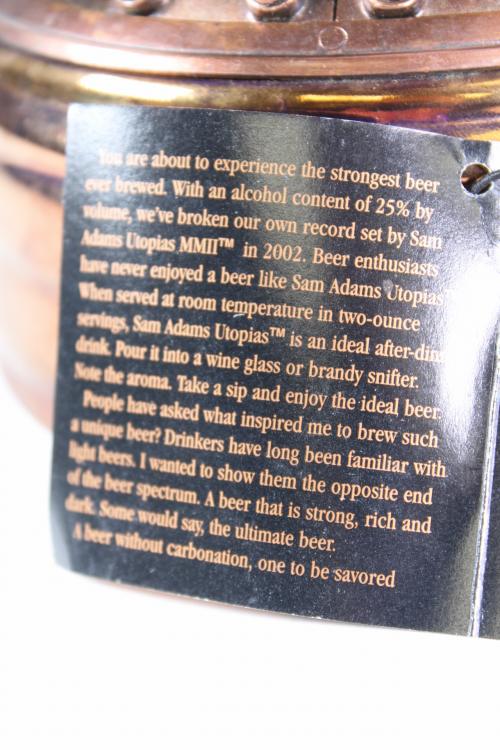 You are about to experience the strongest beer
ever brewed. With an alcohol content of 25% by
volume, we've broken our own record set by Sam
Adams Utopias MMII™ in 2002. Beer enthusiasts
have never enjoyed a beer like Sam Adams Utopias
When served at room temperature in two-ounce
servings, Sam Adams Utopias™ is an ideal after-din
drink. Pour it into a wine glass or brandy snifter.
Note the aroma. Take a sip and enjoy the ideal beer.
People have asked what inspired me to brew such
a unique beer? Drinkers have long been familiar with
light beers. I wanted to show them the opposite end
of the beer spectrum. A beer that is strong, rich and
dark. Some would say, the ultimate beer.
A beer without carbonation, one to be savored